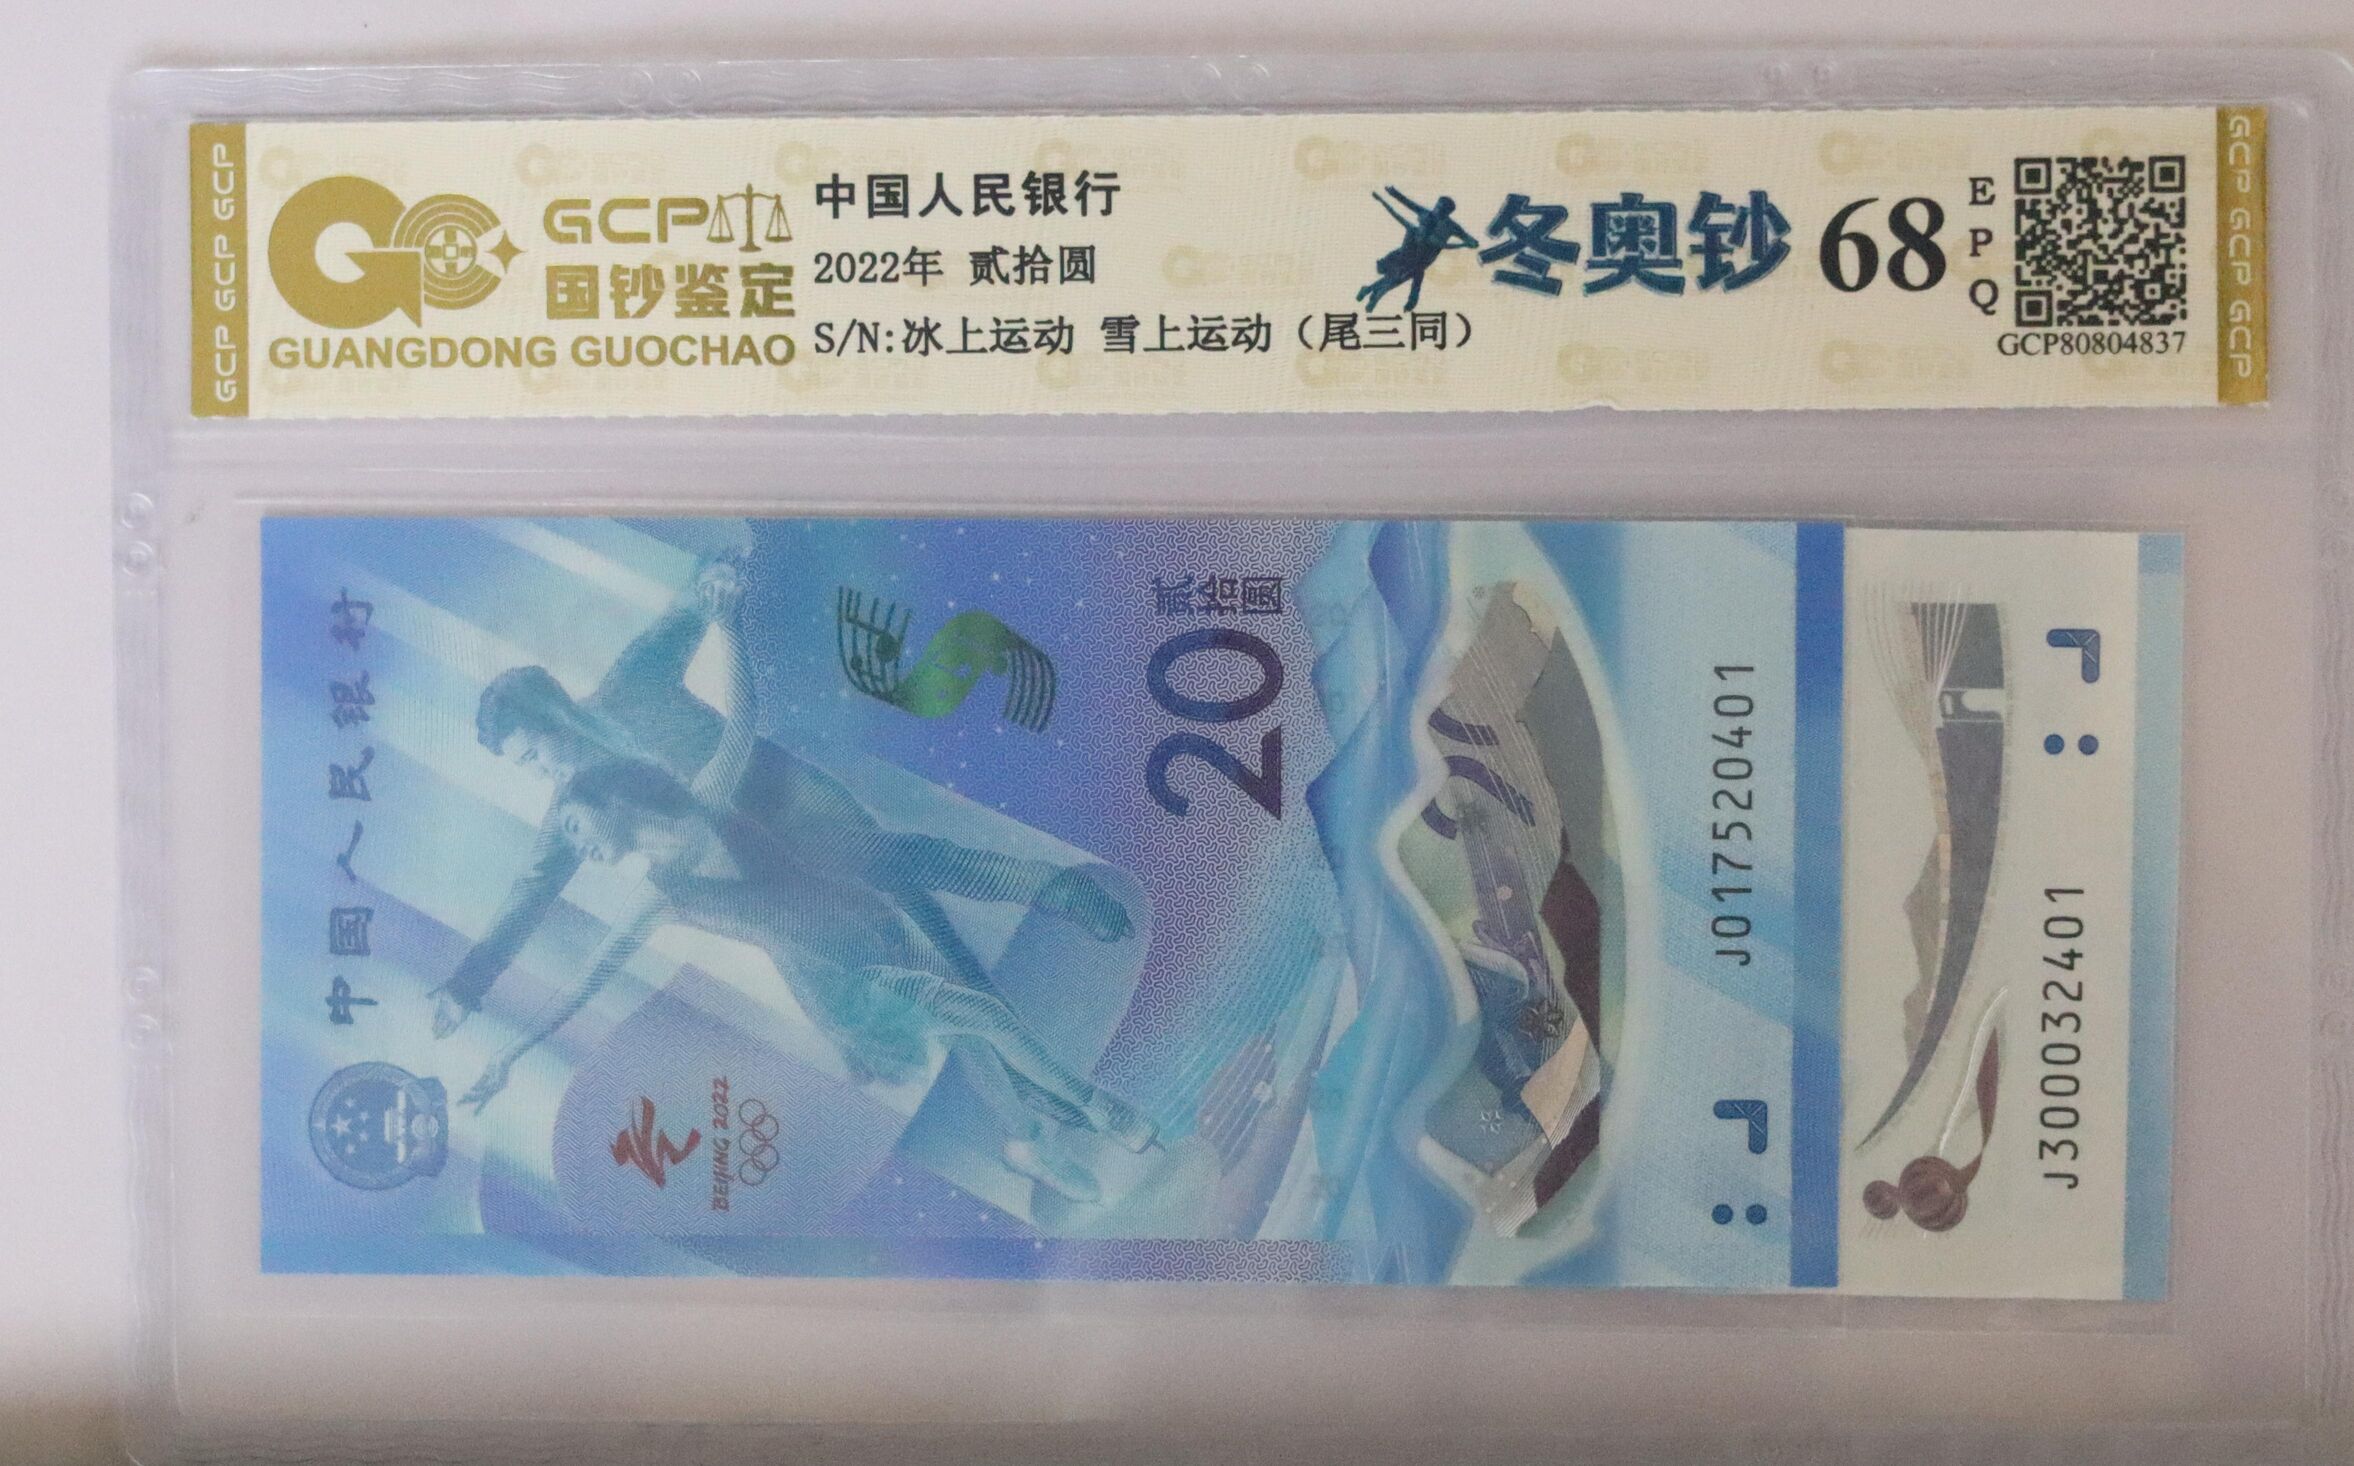 GCP GCP GCP
GCP
国钞鉴定
GUANGDONG GUOCHAO
中国人民银行
2022年 贰拾圆
S/N:冰上运动 雪上运动（尾三同）
冬奥钞
68
EPQ
GCP80804837
GCP GCP GCP
中国人民银行
BEIJING 2022
贰拾圆
20
J017520401
J300032401